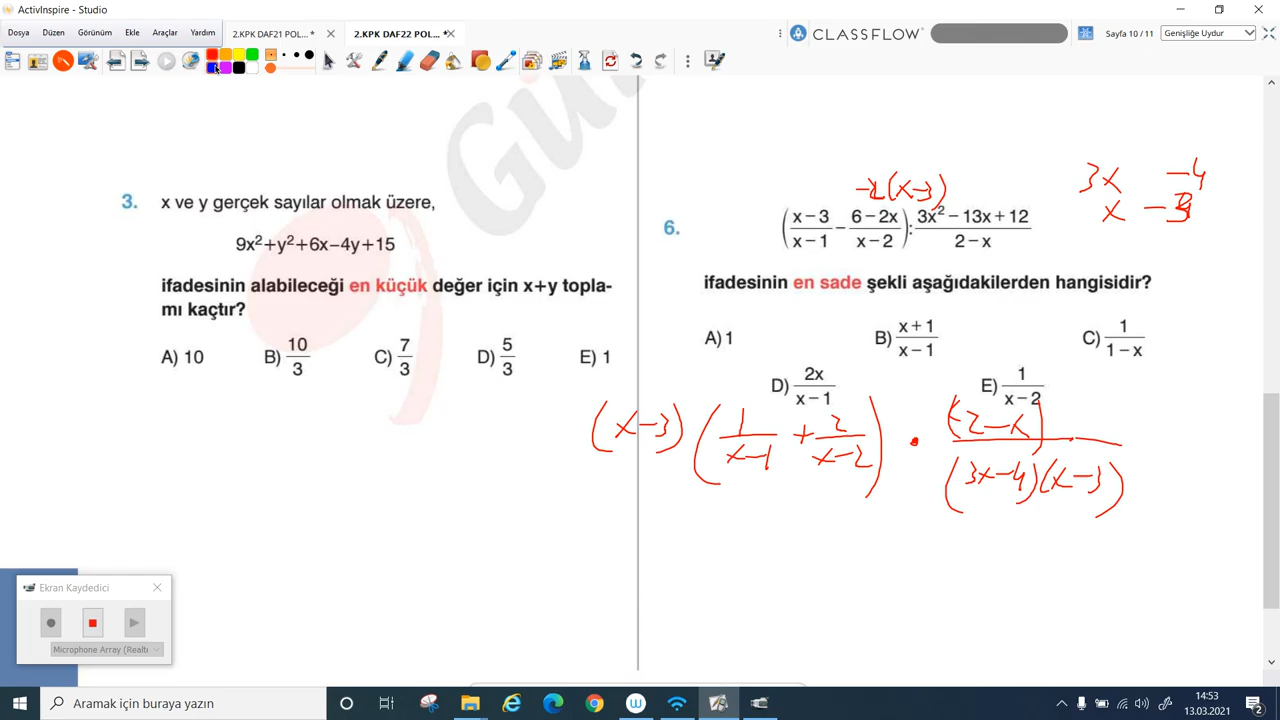 ActivInspire - Studio
Dosya Düzen Görünüm Ekle Araçlar Yardım
2.KPK DAF21 POL... *
2.KPK DAF22 POL... *
CLASSFLOW
Sayfa 10 / 11
Genişliğine Uydur
3. x ve y gerçek sayılar olmak üzere,
9x²+y²+6x−4y+15
ifadesinin alabileceği en küçük değer için x+y topla-
mı kaçtır?
A) 10 B) 10/3 C) 7/3 D) 5/3 E) 1
3x −4
x −3
−2(x−3)
6. ((x−3)/(x−1) − (6−2x)/(x−2)) : (3x²−13x+12)/(2−x)
ifadesinin en sade şekli aşağıdakilerden hangisidir?
A) 1 B) (x+1)/(x−1) C) 1/(1−x)
D) 2x/(x−1) E) 1/(x−2)
(x−3) (1/(x−1) + 2/(x−2)) · (−2−x)/((3x−4)(x−3))
Ekran Kaydedici
Microphone Array (Realt
Aramak için buraya yazın
14:53
13.03.2021
2